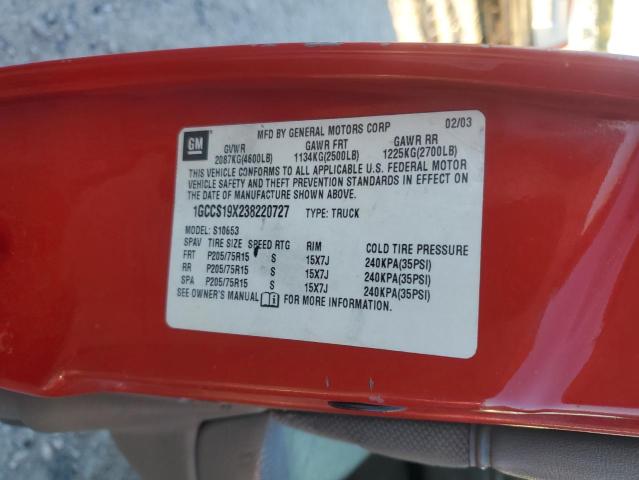 MFD BY GENERAL MOTORS CORP 02/03
GM GVWR GAWR FRT GAWR RR
2087KG(4600LB) 1134KG(2500LB) 1225KG(2700LB)
THIS VEHICLE CONFORMS TO ALL APPLICABLE U.S. FEDERAL MOTOR
VEHICLE SAFETY AND THEFT PREVENTION STANDARDS IN EFFECT ON
THE DATE OF MANUFACTURE SHOWN ABOVE.
1GCCS19X238220727 TYPE: TRUCK
MODEL: S10653
SPAV TIRE SIZE SPEED RTG RIM COLD TIRE PRESSURE
FRT P205/75R15 S 15X7J 240KPA(35PSI)
RR P205/75R15 S 15X7J 240KPA(35PSI)
SPA P205/75R15 S 15X7J 240KPA(35PSI)
SEE OWNER'S MANUAL FOR MORE INFORMATION.